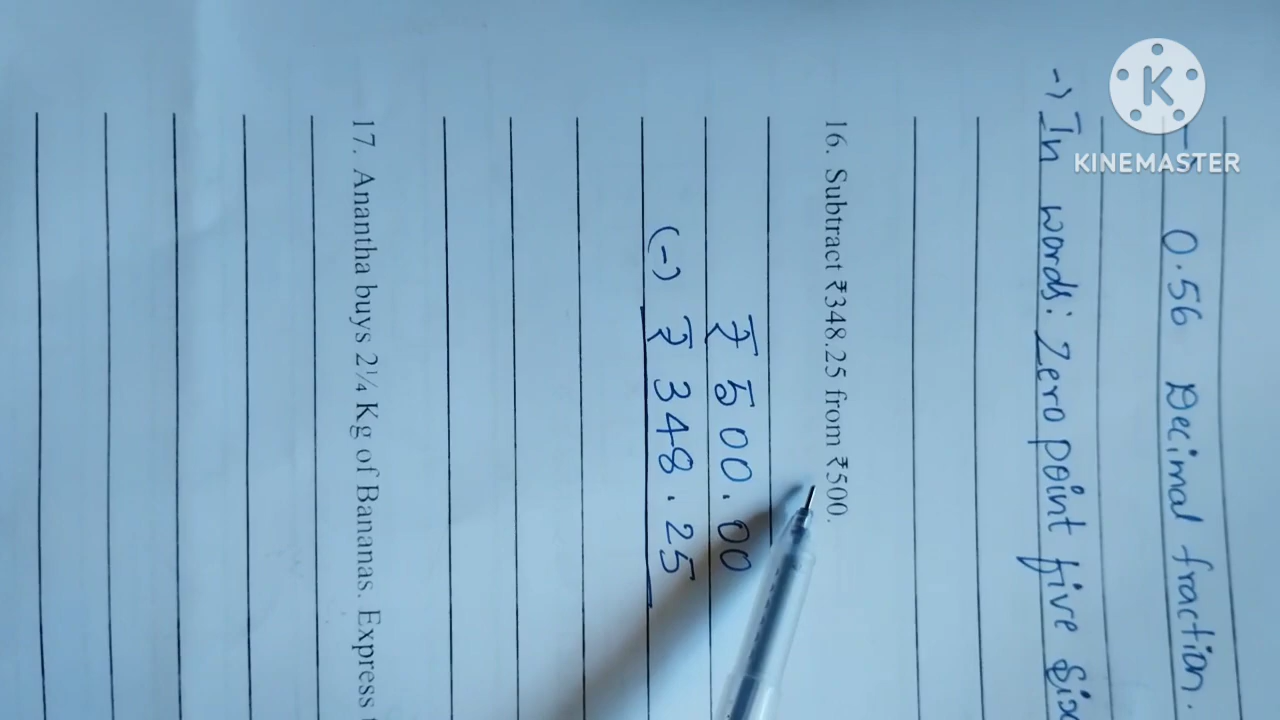 0.56 Decimal fraction.
→ In words: Zero point five six
16. Subtract ₹348.25 from ₹500.
₹ 500.00
(-) ₹ 348.25
17. Anantha buys 2¼ Kg of Bananas. Express
KINEMASTER